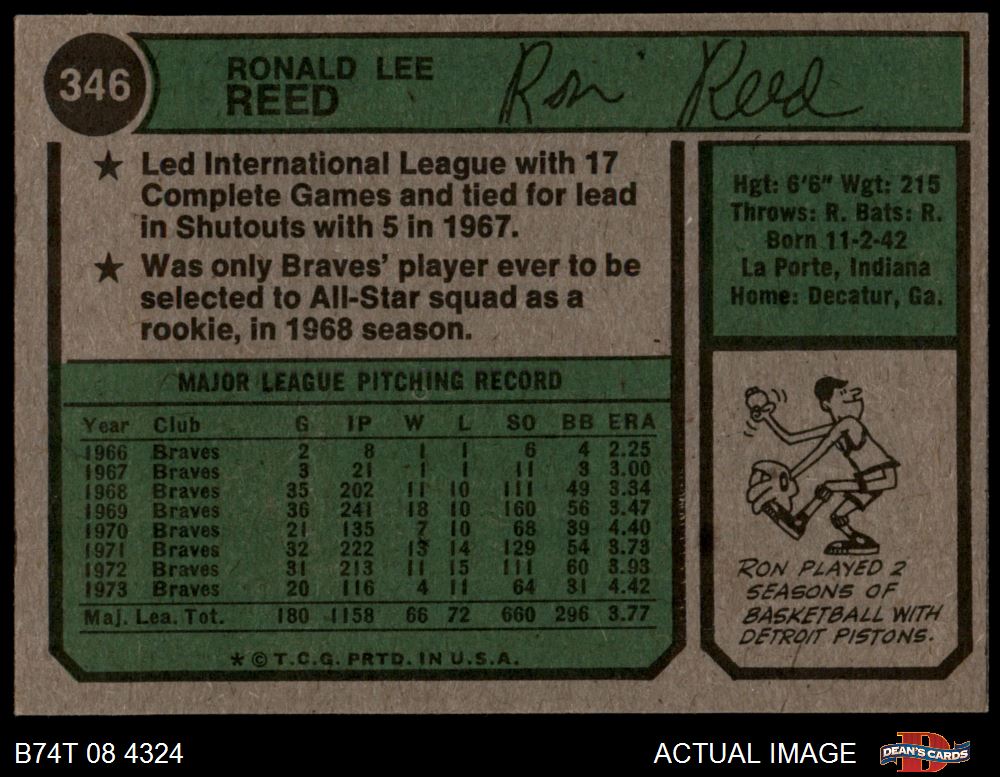 346
RONALD LEE
REED
Ron Reed
★ Led International League with 17
Complete Games and tied for lead
in Shutouts with 5 in 1967.
★ Was only Braves' player ever to be
selected to All-Star squad as a
rookie, in 1968 season.
Hgt: 6'6" Wgt: 215
Throws: R. Bats: R.
Born 11-2-42
La Porte, Indiana
Home: Decatur, Ga.
MAJOR LEAGUE PITCHING RECORD
Year Club G IP W L SO BB ERA
1966 Braves 2 8 1 1 6 4 2.25
1967 Braves 3 21 1 1 11 3 3.00
1968 Braves 35 202 11 10 111 49 3.34
1969 Braves 36 241 18 10 160 56 3.47
1970 Braves 21 135 7 10 68 39 4.40
1971 Braves 32 222 13 14 129 54 3.73
1972 Braves 31 213 11 15 111 60 3.93
1973 Braves 20 116 4 11 64 31 4.42
Maj. Lea. Tot. 180 1158 66 72 660 296 3.77
* © T.C.G. PRTD. IN U.S.A.
RON PLAYED 2
SEASONS OF
BASKETBALL WITH
DETROIT PISTONS.
B74T 08 4324
ACTUAL IMAGE
DEAN'S CARDS